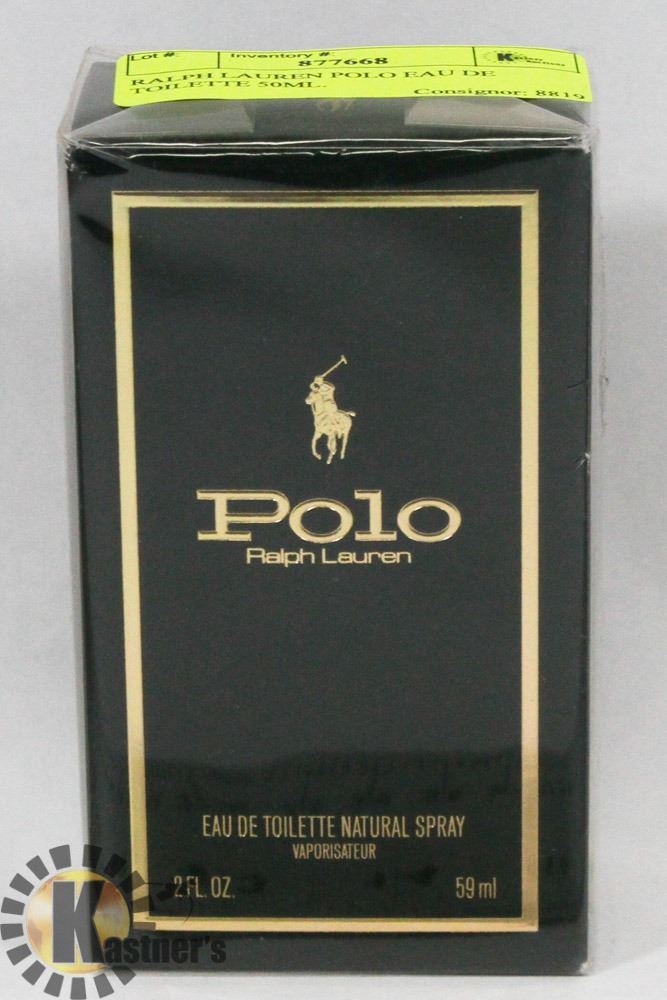 Lot #: Inventory #:
877668
RALPH LAUREN POLO EAU DE
TOILETTE 50ML.
Consignor: 8819
Polo
Ralph Lauren
EAU DE TOILETTE NATURAL SPRAY
VAPORISATEUR
2 FL. OZ. 59 ml
Kastner's